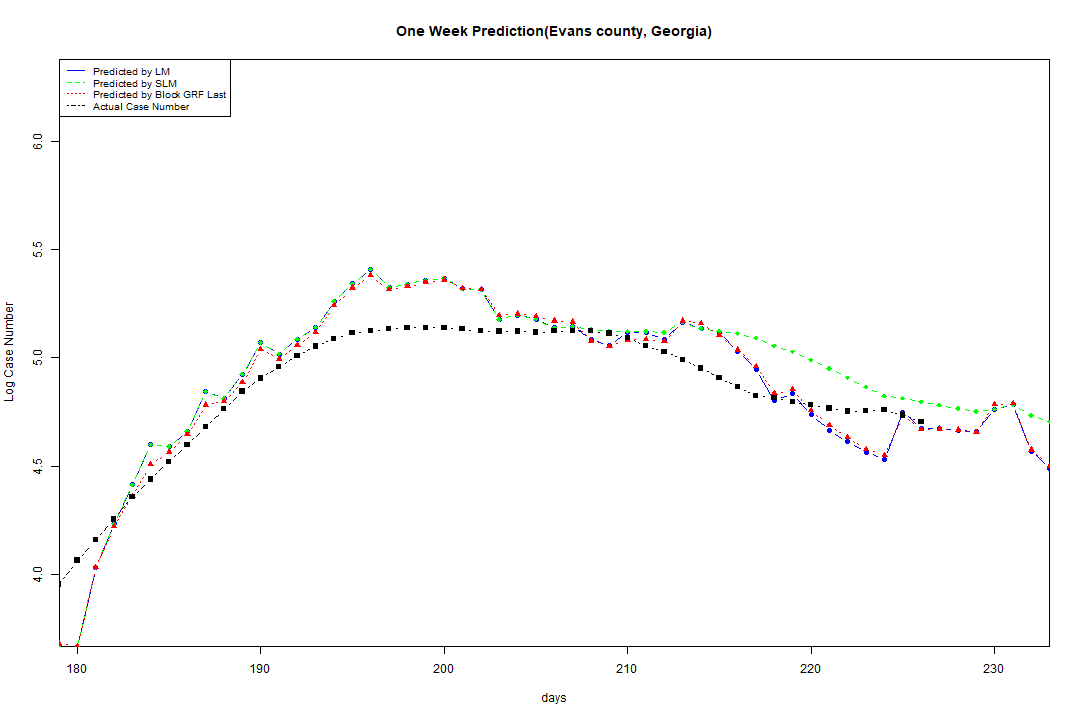 One Week Prediction(Evans county, Georgia)
Predicted by LM
Predicted by SLM
Predicted by Block GRF Last
Actual Case Number
6.0
5.5
5.0
4.5
4.0
Log Case Number
180 190 200 210 220 230
days